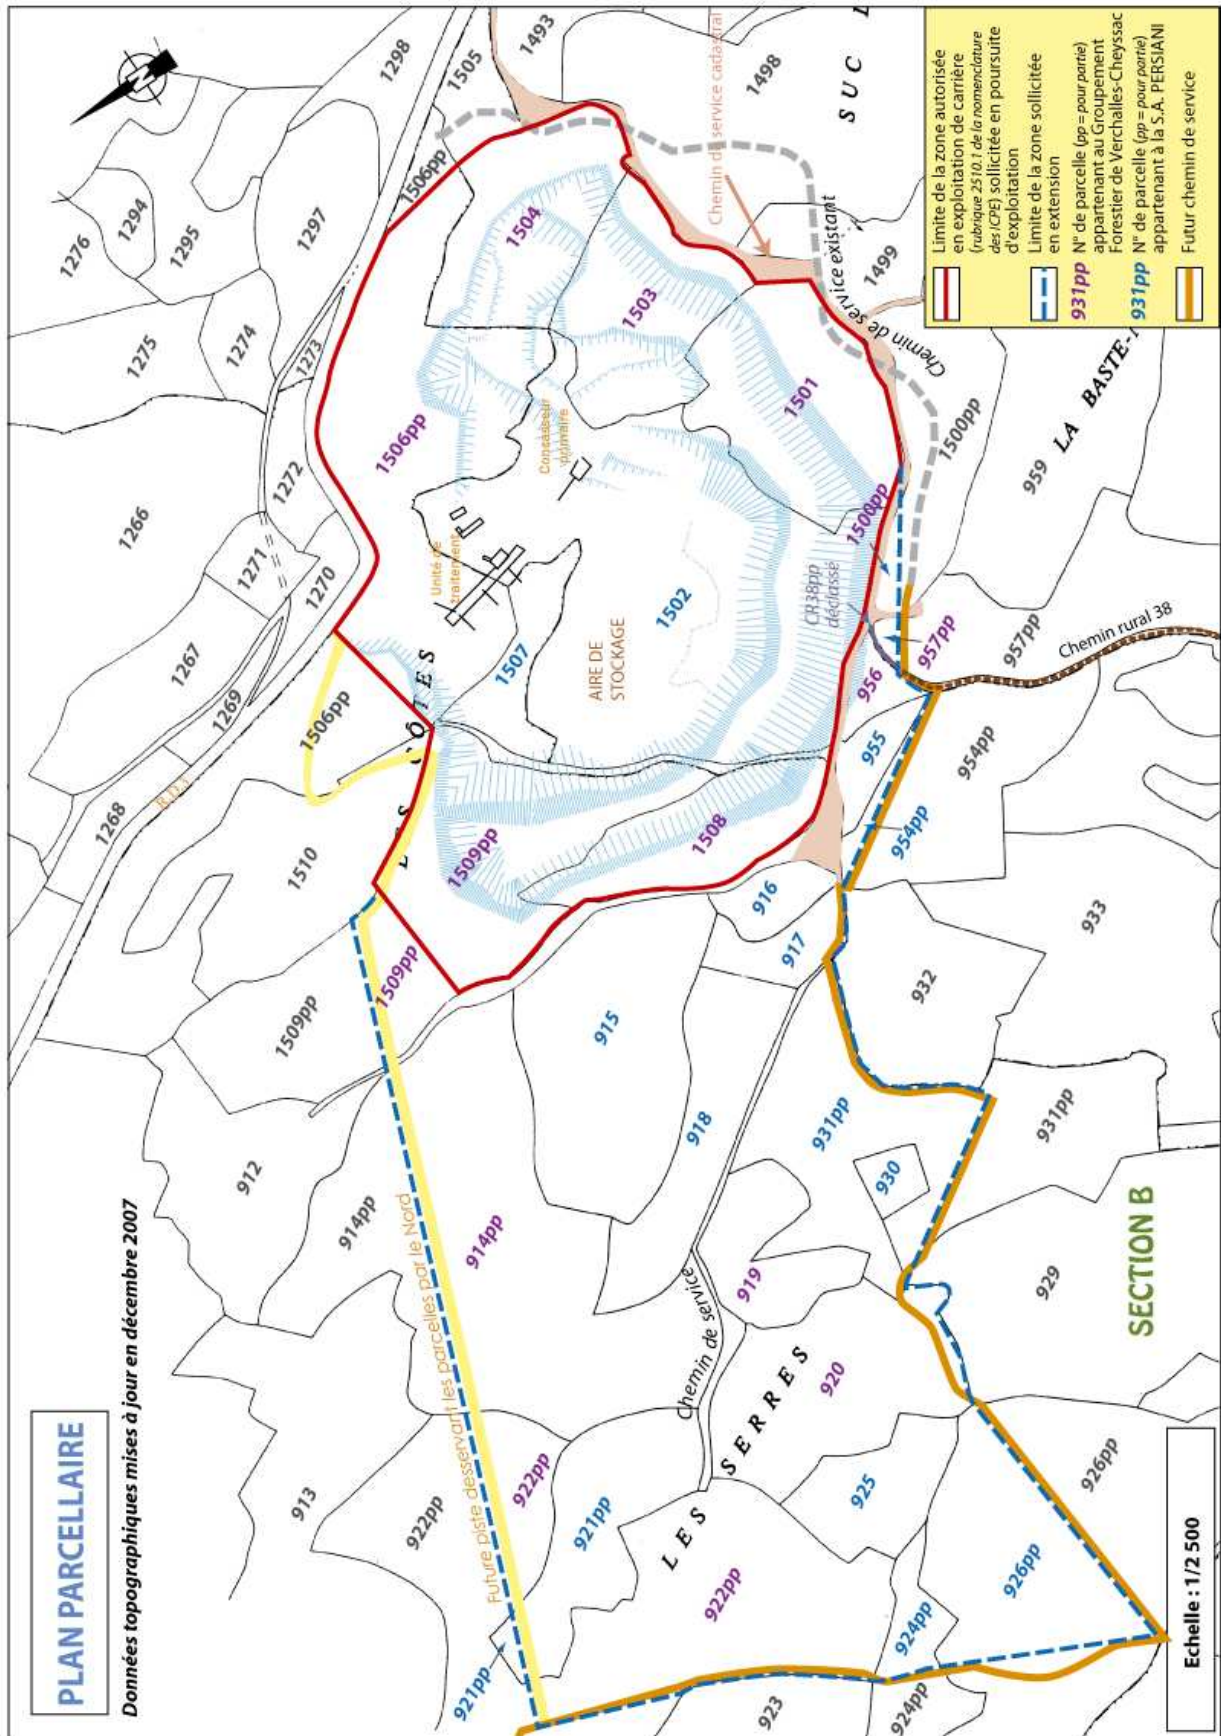 PLAN PARCELLAIRE
Données topographiques mises à jour en décembre 2007
Limite de la zone autorisée
en exploitation de carrière
(rubrique 2510.1 de la nomenclature
des ICPE) sollicitée en poursuite
d'exploitation
Limite de la zone sollicitée
en extension
931pp N° de parcelle (pp = pour partie)
appartenant au Groupement
Forestier de Verchalles-Cheyssac
931pp N° de parcelle (pp = pour partie)
appartenant à la S.A. PERSIANI
Futur chemin de service
Echelle : 1/2 500
SECTION B
913
912
1268
R.D.1
1269
1267
1266
1271
1270
1272
1273
1274
1275
1276
1294
1295
1297
1298
1505
1493
1498
1499
SUC
1506pp
1504
1503
1501
1506pp
Concasseur
primaire
Unité de
traitement
1507
1502
AIRE DE
STOCKAGE
1506pp
1510
CÔTES
1509pp
1509pp
1509pp
1508
CR38pp
déclassé
1500pp
1500pp
Chemin de service cadastral
Chemin de service existant
959
LA BASTE
957pp
957pp
956
955
Chemin rural 38
954pp
954pp
916
917
915
918
932
933
931pp
931pp
930
929
914pp
914pp
Future piste desservant les parcelles par le Nord
Chemin de service
919
920
LES SERRES
922pp
922pp
922pp
921pp
921pp
925
926pp
926pp
924pp
924pp
923